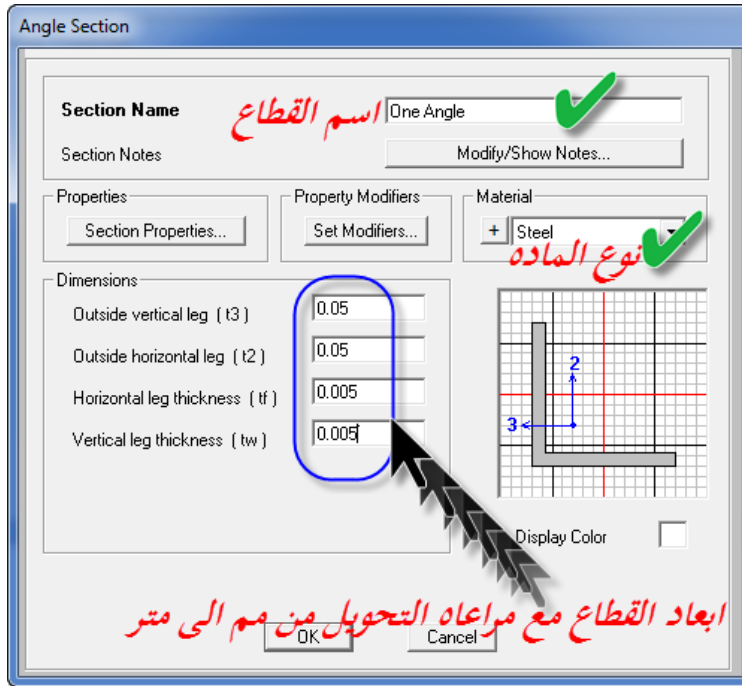 Angle Section
Section Name
اسم القطاع
One Angle
Section Notes
Modify/Show Notes...
Properties
Section Properties...
Property Modifiers
Set Modifiers...
Material
+
Steel
نوع الماده
Dimensions
Outside vertical leg ( t3 )
0.05
Outside horizontal leg ( t2 )
0.05
Horizontal leg thickness ( tf )
0.005
Vertical leg thickness ( tw )
0.005
2
3
Display Color
ابعاد القطاع مع مراعاه التحويل من مم الى متر
OK
Cancel